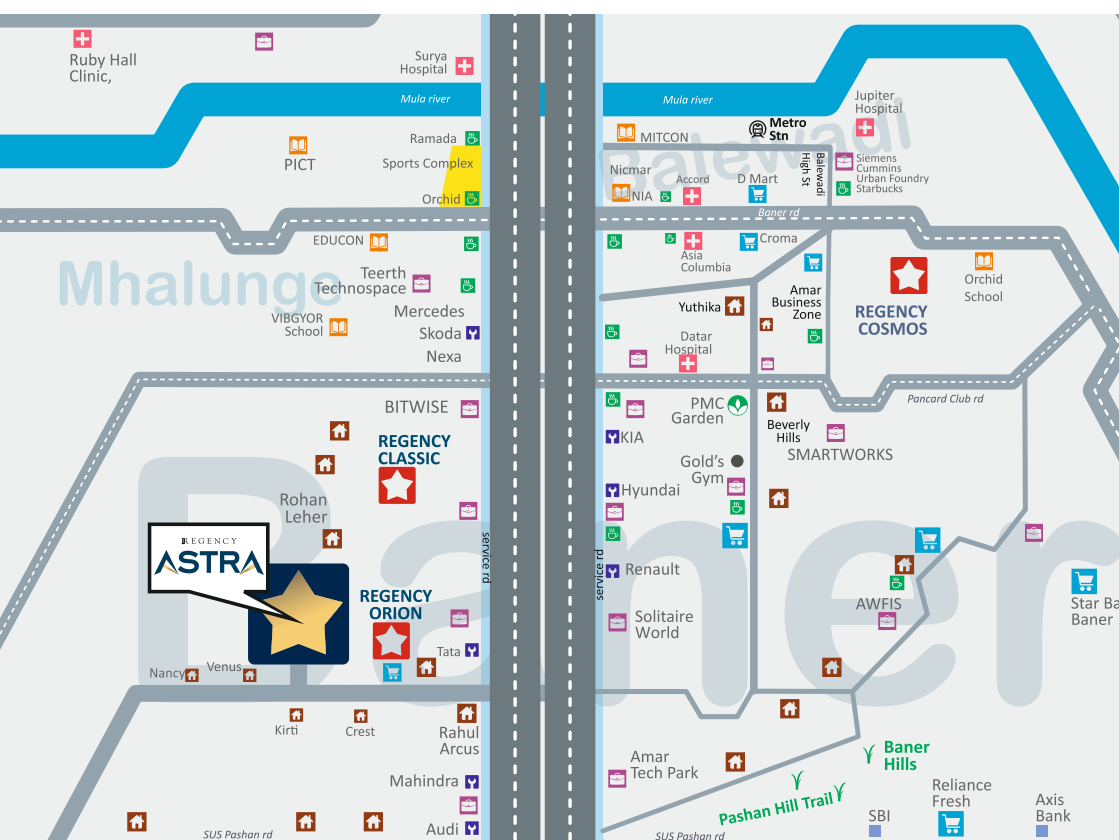 Ruby Hall
Clinic,
Surya
Hospital
Mula river
Mula river
Jupiter
Hospital
Balewadi
Ramada
Sports Complex
Orchid
PICT
MITCON
Metro
Stn
Nicmar
NIA
Accord
D Mart
Balewadi
High St
Siemens
Cummins
Urban Foundry
Starbucks
Baner rd
EDUCON
Teerth
Technospace
Mhalunge
Mercedes
VIBGYOR
School
Skoda
Nexa
Asia
Columbia
Croma
Yuthika
Amar
Business
Zone
Datar
Hospital
REGENCY
COSMOS
Orchid
School
Pancard Club rd
BITWISE
REGENCY
CLASSIC
Rohan
Leher
PMC
Garden
KIA
Beverly
Hills
SMARTWORKS
Gold's
Gym
Hyundai
Baner
REGENCY
ASTRA
REGENCY
ORION
service rd
service rd
Renault
Solitaire
World
AWFIS
Star Ba
Baner
Tata
Nancy
Venus
Kirti
Crest
Rahul
Arcus
Mahindra
Audi
SUS Pashan rd
Amar
Tech Park
Baner
Hills
Pashan Hill Trail
SUS Pashan rd
Reliance
Fresh
SBI
Axis
Bank